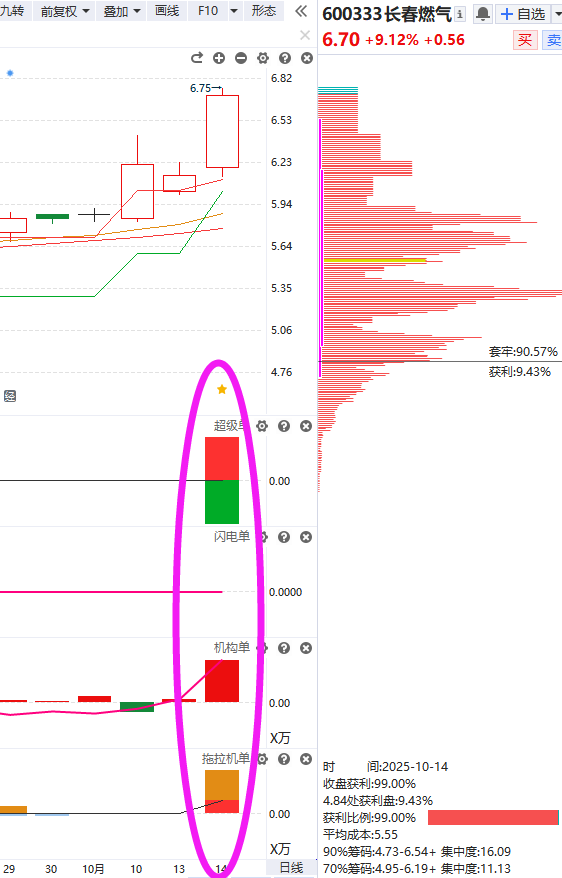 九转 前复权 叠加 画线 F10 形态
600333长春燃气 自选
6.70 +9.12% +0.56 买 卖
6.82
6.75
6.53
6.23
5.94
5.64
5.35
5.06
4.76
套牢:90.57%
获利:9.43%
经
超级单
0.00
闪电单
0.0000
机构单
0.00
X万
拖拉机单
0.00
X万
29 30 10月 10 13 14 日线
时 间:2025-10-14
收盘获利:99.00%
4.84处获利盘:9.43%
获利比例:99.00%
平均成本:5.55
90%筹码:4.73-6.54+ 集中度:16.09
70%筹码:4.95-6.19+ 集中度:11.13